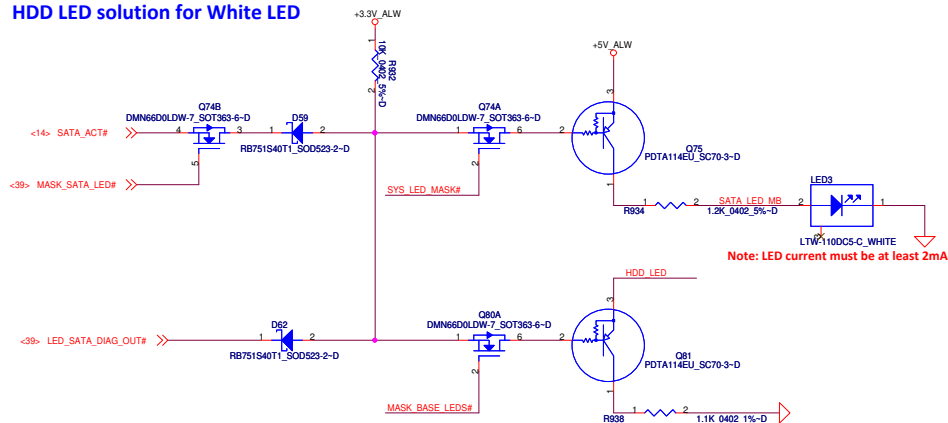 HDD LED solution for White LED
+3.3V_ALW
+5V_ALW
1
10K_0402_5%~D
R932
2
3
Q74B
DMN66D0LDW-7_SOT363-6~D
D59
Q74A
DMN66D0LDW-7_SOT363-6~D
<14> SATA_ACT#
4
3
1
2
1
6
2
RB751S40T1_SOD523-2~D
5
2
Q75
PDTA114EU_SC70-3~D
<39> MASK_SATA_LED#
SYS_LED_MASK#
1
LED3
R934
1
2
SATA_LED_MB
1.2K_0402_5%~D
2
1
3
LTW-110DC5-C_WHITE
Note: LED current must be at least 2mA
HDD_LED
3
Q80A
DMN66D0LDW-7_SOT363-6~D
D62
<39> LED_SATA_DIAG_OUT#
1
2
1
6
2
RB751S40T1_SOD523-2~D
2
Q81
PDTA114EU_SC70-3~D
MASK_BASE_LEDS#
1
R938
1
2
1.1K_0402_1%~D